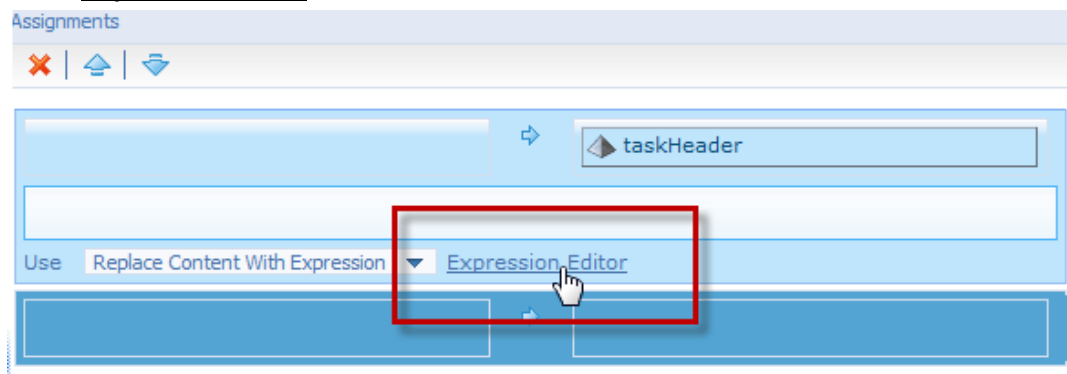 Assignments
taskHeader
Use Replace Content With Expression Expression Editor